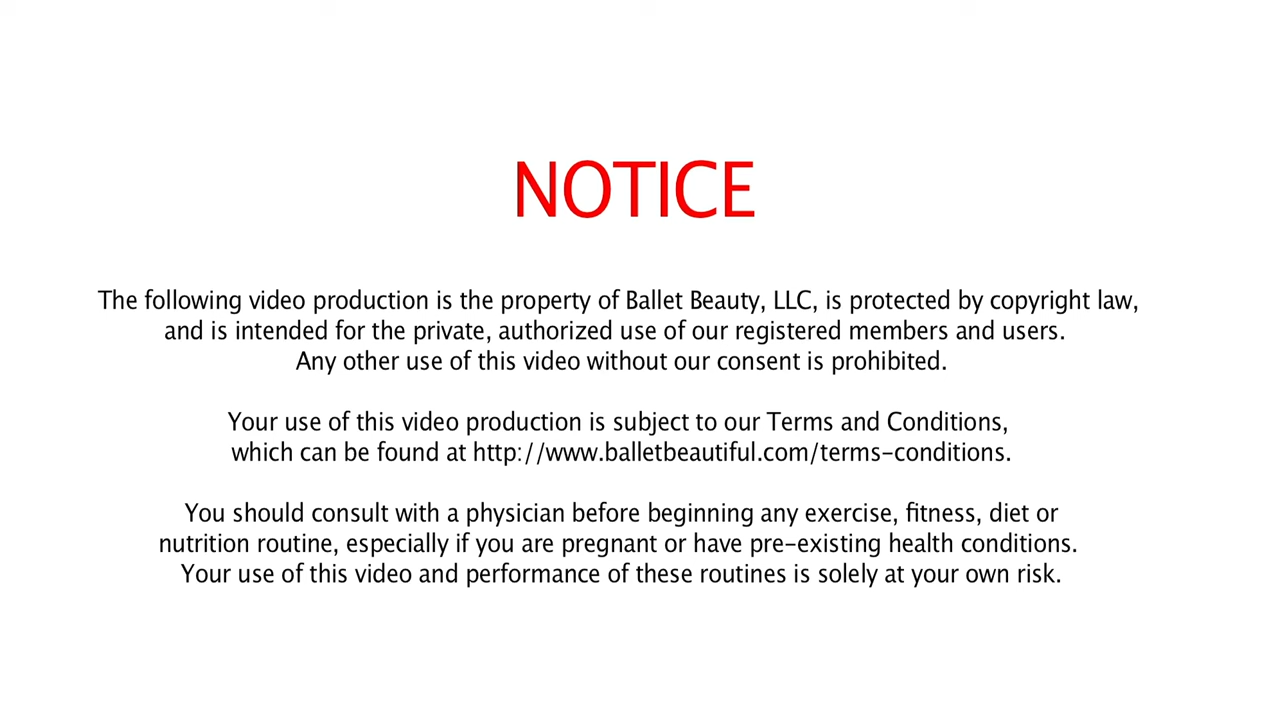 NOTICE
The following video production is the property of Ballet Beauty, LLC, is protected by copyright law,
and is intended for the private, authorized use of our registered members and users.
Any other use of this video without our consent is prohibited.
Your use of this video production is subject to our Terms and Conditions,
which can be found at http://www.balletbeautiful.com/terms-conditions.
You should consult with a physician before beginning any exercise, fitness, diet or
nutrition routine, especially if you are pregnant or have pre-existing health conditions.
Your use of this video and performance of these routines is solely at your own risk.